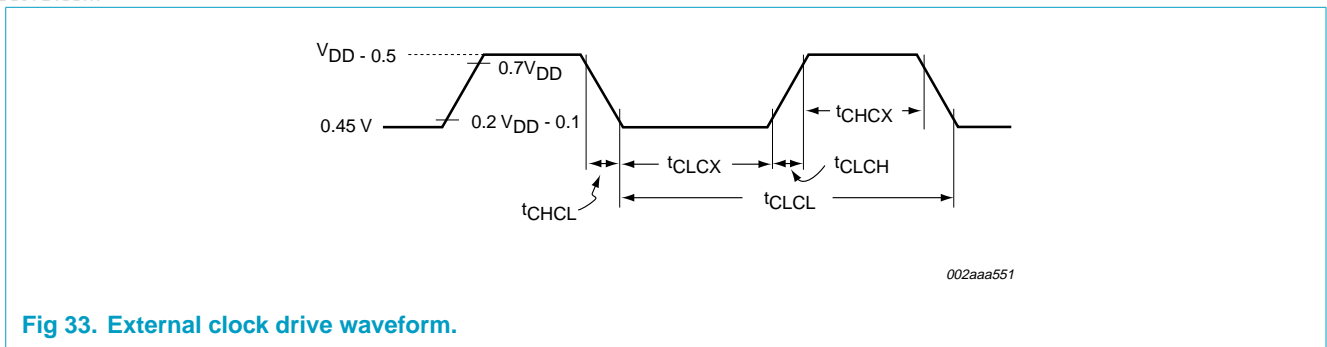 VDD - 0.5
0.7VDD
0.45 V
0.2 VDD - 0.1
tCHCX
tCLCX
tCLCH
tCHCL
tCLCL
002aaa551
Fig 33. External clock drive waveform.